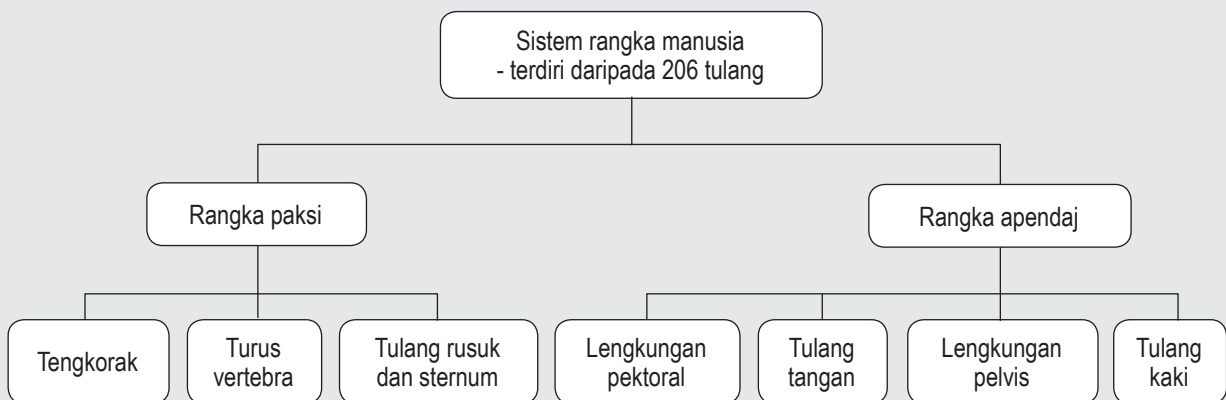 Sistem rangka manusia
- terdiri daripada 206 tulang
Rangka paksi
Rangka apendaj
Tengkorak
Turus
vertebra
Tulang rusuk
dan sternum
Lengkungan
pektoral
Tulang
tangan
Lengkungan
pelvis
Tulang
kaki